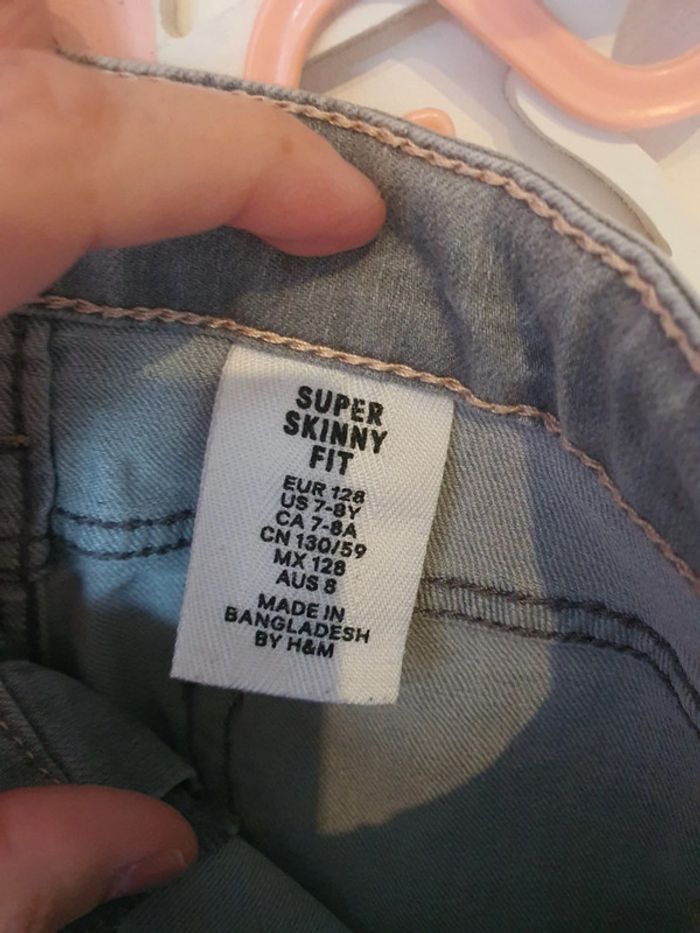 SUPER
SKINNY
FIT
EUR 128
US 7-8Y
CA 7-8A
CN 130/59
MX 128
AUS 8
MADE IN
BANGLADESH
BY H&M